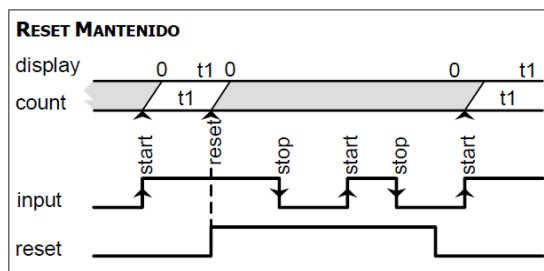 RESET MANTENIDO
display 0 t1 0 0 t1
count t1 t1
start reset stop start stop start
input
reset